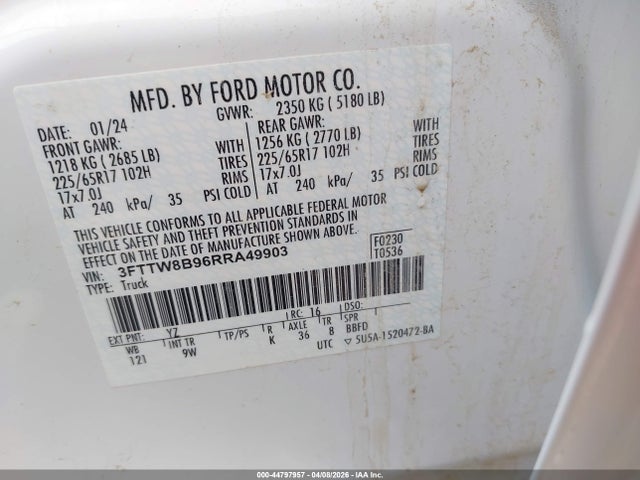 MFD. BY FORD MOTOR CO.
DATE: 01/24 GVWR: 2350 KG ( 5180 LB)
FRONT GAWR: WITH REAR GAWR: WITH
1218 KG ( 2685 LB) TIRES 1256 KG ( 2770 LB) TIRES
225/65R17 102H RIMS 225/65R17 102H RIMS
17x7.0J 17x7.0J
AT 240 kPa/ 35 PSI COLD AT 240 kPa/ 35 PSI COLD
THIS VEHICLE CONFORMS TO ALL APPLICABLE FEDERAL MOTOR
VEHICLE SAFETY AND THEFT PREVENTION STANDARDS IN
EFFECT ON THE DATE OF MANUFACTURE SHOWN ABOVE.
VIN: 3FTTW8B96RRA49903 F0230
TYPE: Truck T0536
EXT PNT: YZ RC: 16 DSO:
WB INT TR TP/PS R AXLE TR SPR
121 9W K 36 8 BBFD
UTC ▽ 5U5A-1520472-BA
000-44797957 - 04/08/2026 - IAA Inc.